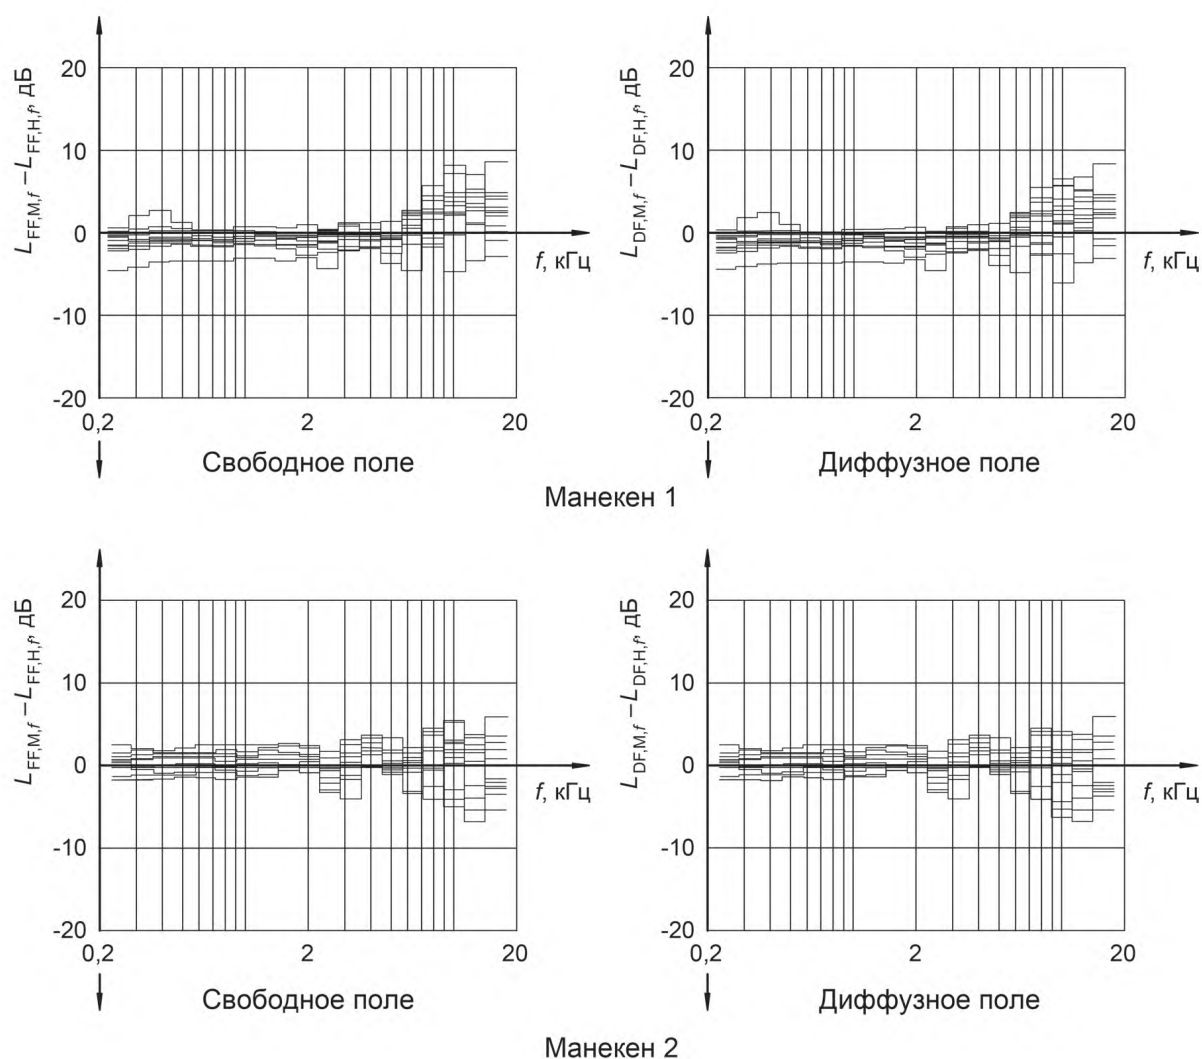 L_FF,M,f – L_FF,H,f, дБ
20
10
0
-10
-20
0,2
2
20
f, кГц
Свободное поле
L_DF,M,f – L_DF,H,f, дБ
20
10
0
-10
-20
0,2
2
20
f, кГц
Диффузное поле
Манекен 1
L_FF,M,f – L_FF,H,f, дБ
20
10
0
-10
-20
0,2
2
20
f, кГц
Свободное поле
L_DF,M,f – L_DF,H,f, дБ
20
10
0
-10
-20
0,2
2
20
f, кГц
Диффузное поле
Манекен 2